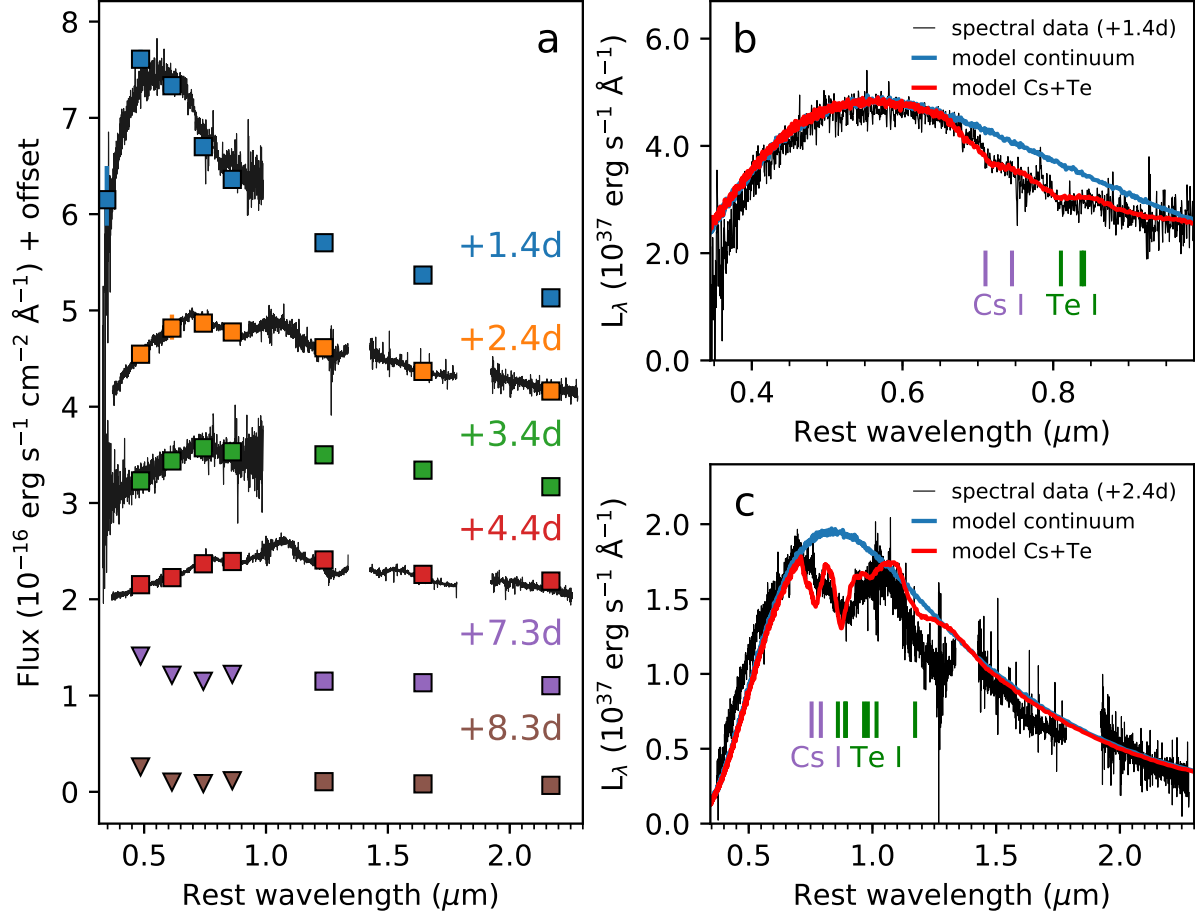 a
8
7
6
5
4
3
2
1
0
Flux (10⁻¹⁶ erg s⁻¹ cm⁻² Å⁻¹) + offset
+1.4d
+2.4d
+3.4d
+4.4d
+7.3d
+8.3d
0.5 1.0 1.5 2.0
Rest wavelength (μm)
b
spectral data (+1.4d)
model continuum
model Cs+Te
6.0
4.0
2.0
0.0
L_λ (10³⁷ erg s⁻¹ Å⁻¹)
Cs I Te I
0.4 0.6 0.8
Rest wavelength (μm)
c
spectral data (+2.4d)
model continuum
model Cs+Te
2.0
1.5
1.0
0.5
0.0
L_λ (10³⁷ erg s⁻¹ Å⁻¹)
Cs I Te I
0.5 1.0 1.5 2.0
Rest wavelength (μm)